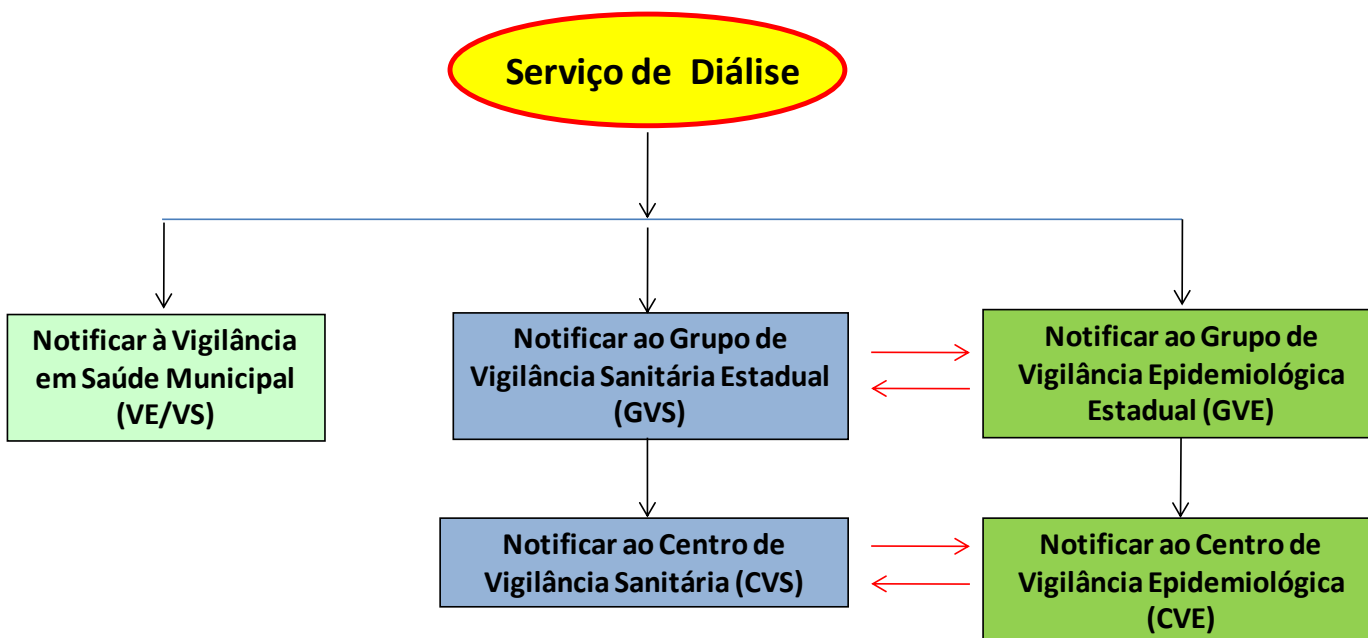 Serviço de Diálise
Notificar à Vigilância
em Saúde Municipal
(VE/VS)
Notificar ao Grupo de
Vigilância Sanitária Estadual
(GVS)
Notificar ao Grupo de
Vigilância Epidemiológica
Estadual (GVE)
Notificar ao Centro de
Vigilância Sanitária (CVS)
Notificar ao Centro de
Vigilância Epidemiológica
(CVE)